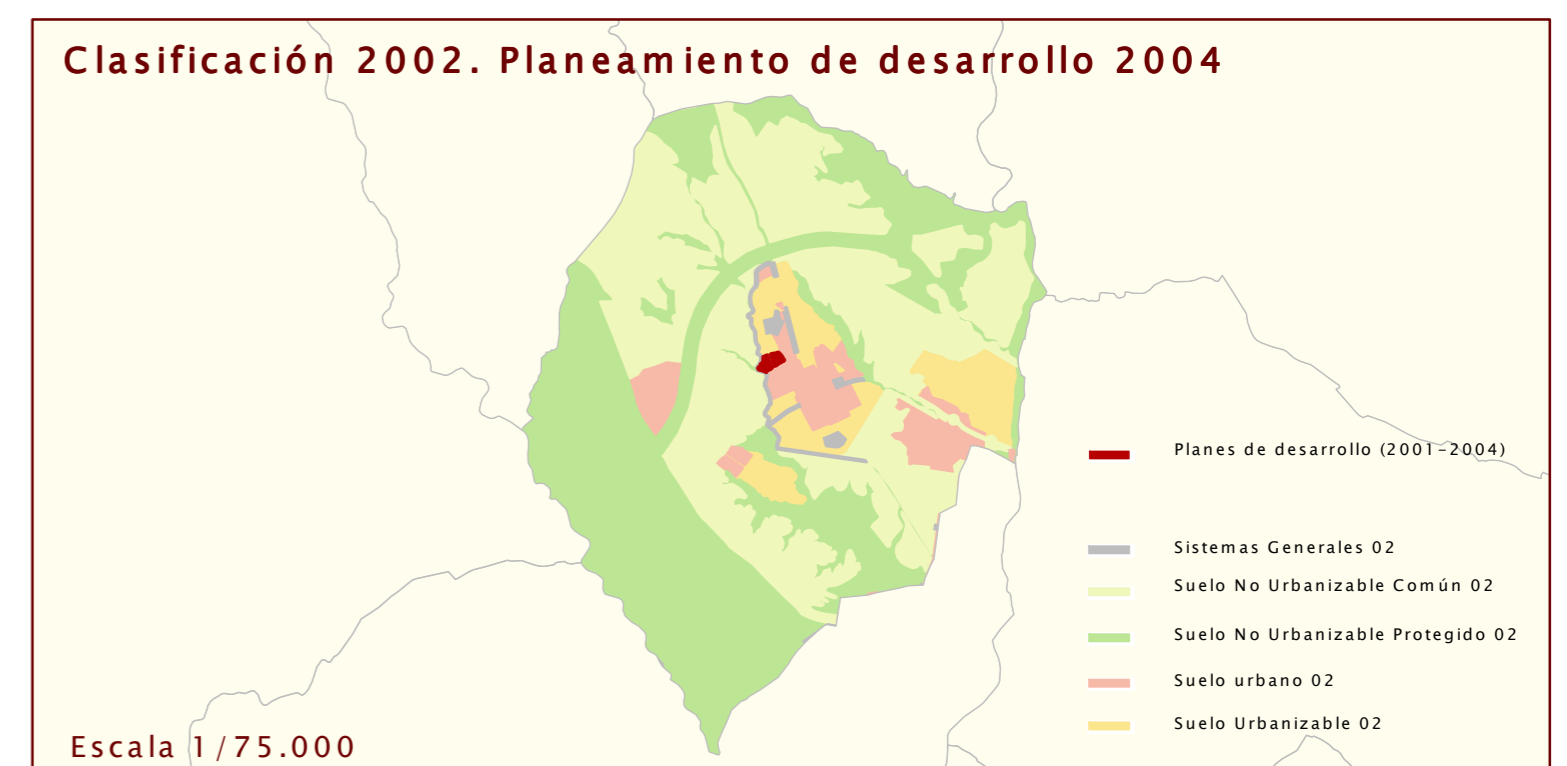 Clasificación 2002. Planeamiento de desarrollo 2004
Planes de desarrollo (2001-2004)
Sistemas Generales 02
Suelo No Urbanizable Común 02
Suelo No Urbanizable Protegido 02
Suelo urbano 02
Suelo Urbanizable 02
Escala 1/75.000